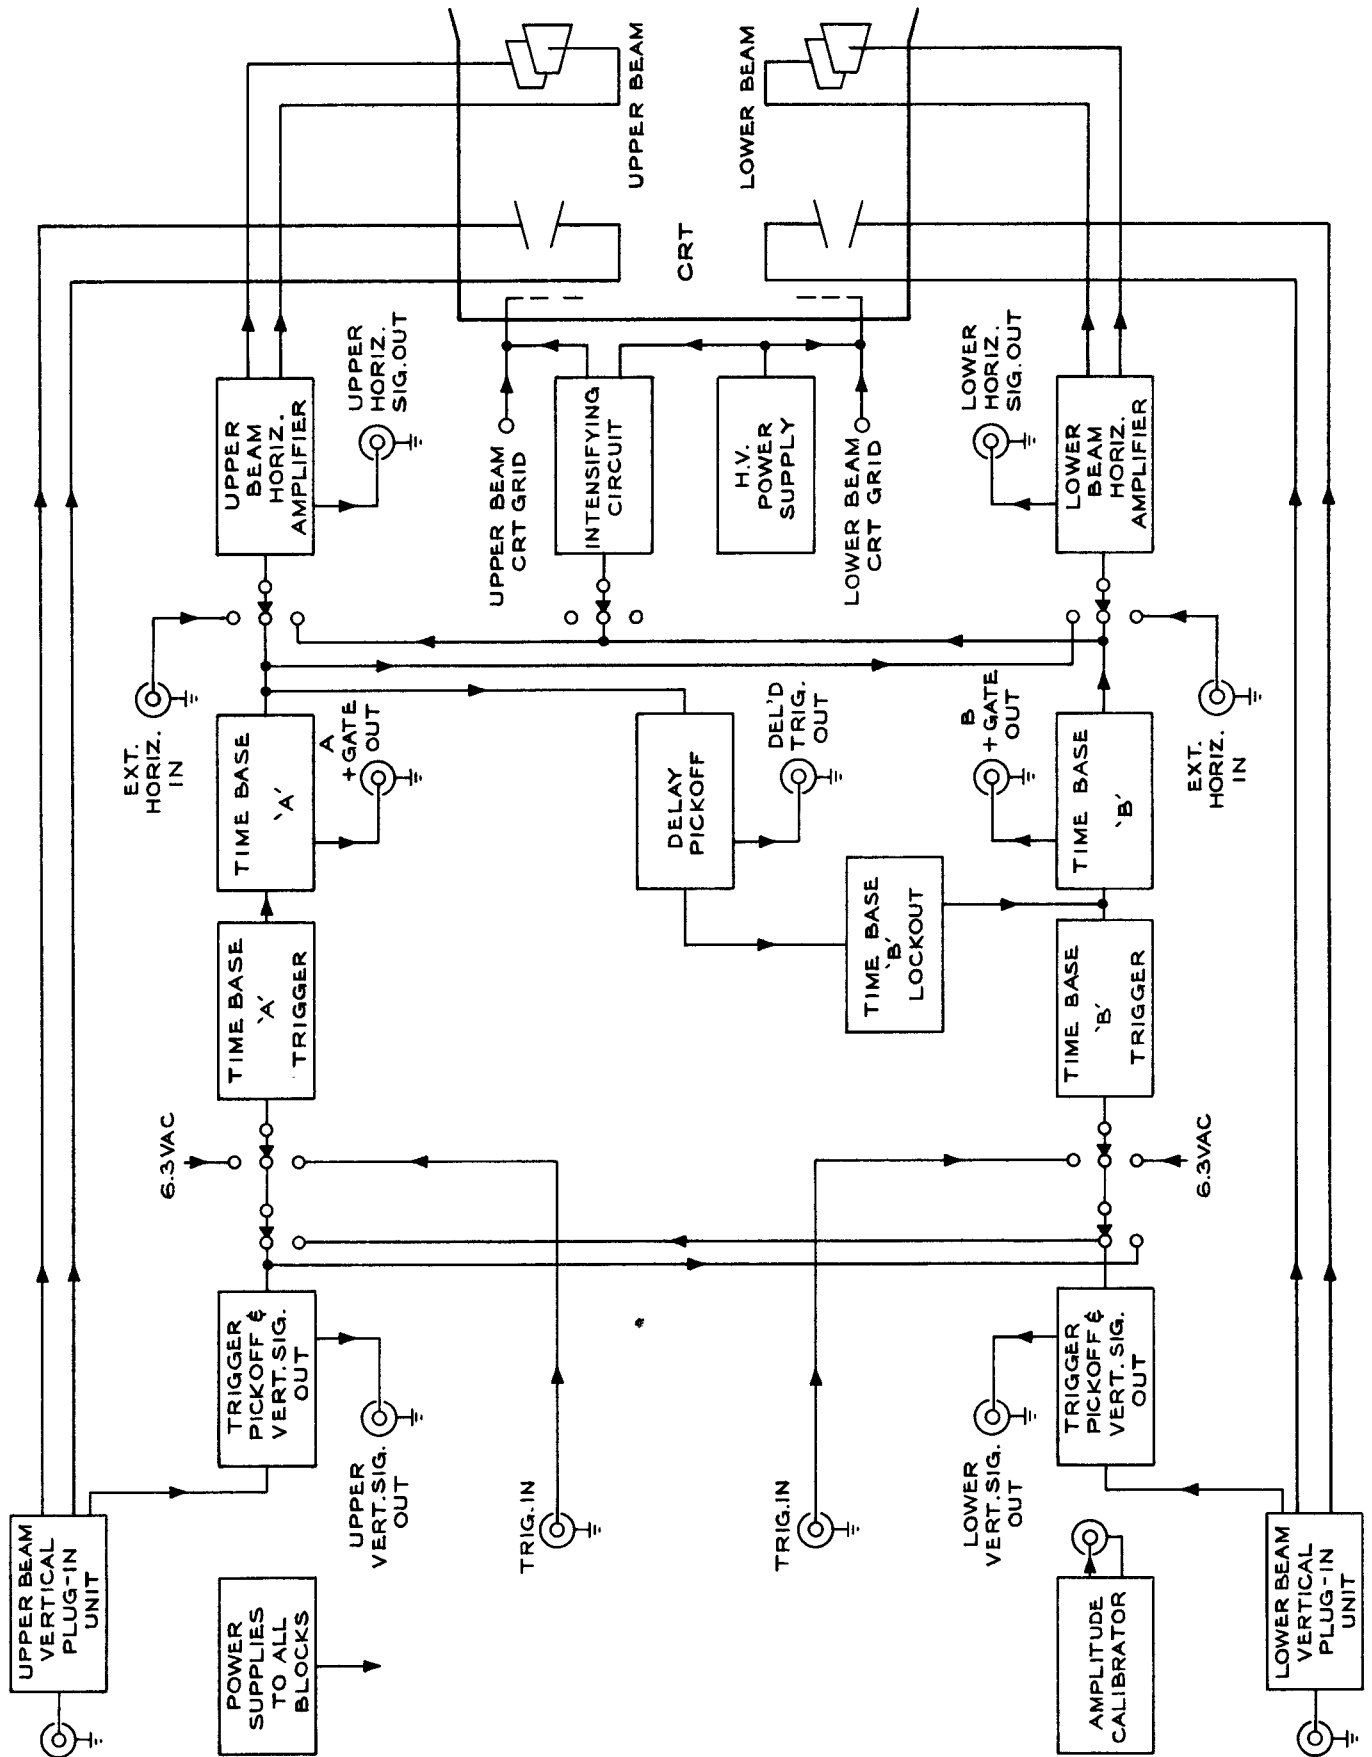 UPPER BEAM
VERTICAL
PLUG-IN
UNIT
POWER
SUPPLIES
TO ALL
BLOCKS
TRIGGER
PICKOFF &
VERT. SIG.
OUT
UPPER
VERT. SIG.
OUT
6.3VAC
TIME BASE
'A'
TRIGGER
TIME BASE
'A'
A
+GATE
OUT
EXT.
HORIZ.
IN
UPPER
BEAM
HORIZ.
AMPLIFIER
UPPER
HORIZ.
SIG. OUT
UPPER BEAM
TRIG. IN
UPPER BEAM
CRT GRID
INTENSIFYING
CIRCUIT
CRT
DELAY
PICKOFF
DEL'D
TRIG.
OUT
H.V.
POWER
SUPPLY
LOWER BEAM
TRIG. IN
TIME BASE
'B'
LOCKOUT
LOWER BEAM
CRT GRID
AMPLITUDE
CALIBRATOR
LOWER
VERT. SIG.
OUT
TRIGGER
PICKOFF &
VERT. SIG.
OUT
TIME BASE
'B'
TRIGGER
B
+GATE
OUT
TIME BASE
'B'
LOWER
HORIZ.
SIG. OUT
LOWER
BEAM
HORIZ.
AMPLIFIER
6.3VAC
EXT.
HORIZ.
IN
LOWER BEAM
VERTICAL
PLUG-IN
UNIT